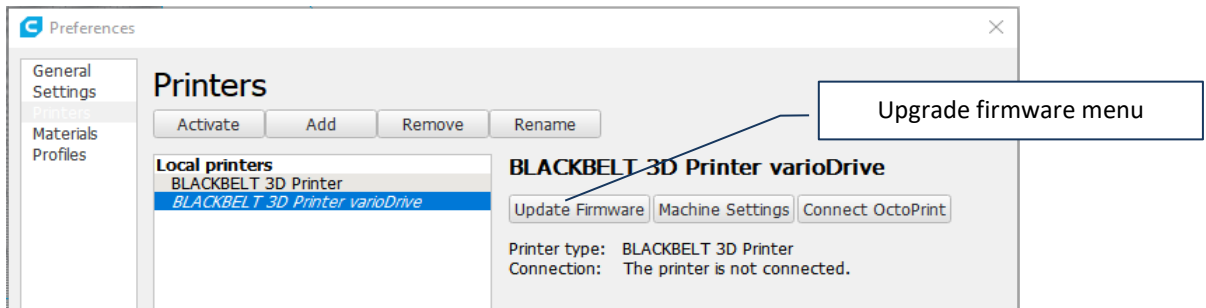 Preferences
General
Settings
Printers
Materials
Profiles
Printers
Activate Add Remove Rename
Upgrade firmware menu
Local printers
BLACKBELT 3D Printer
BLACKBELT 3D Printer varioDrive
BLACKBELT 3D Printer varioDrive
Update Firmware Machine Settings Connect OctoPrint
Printer type: BLACKBELT 3D Printer
Connection: The printer is not connected.